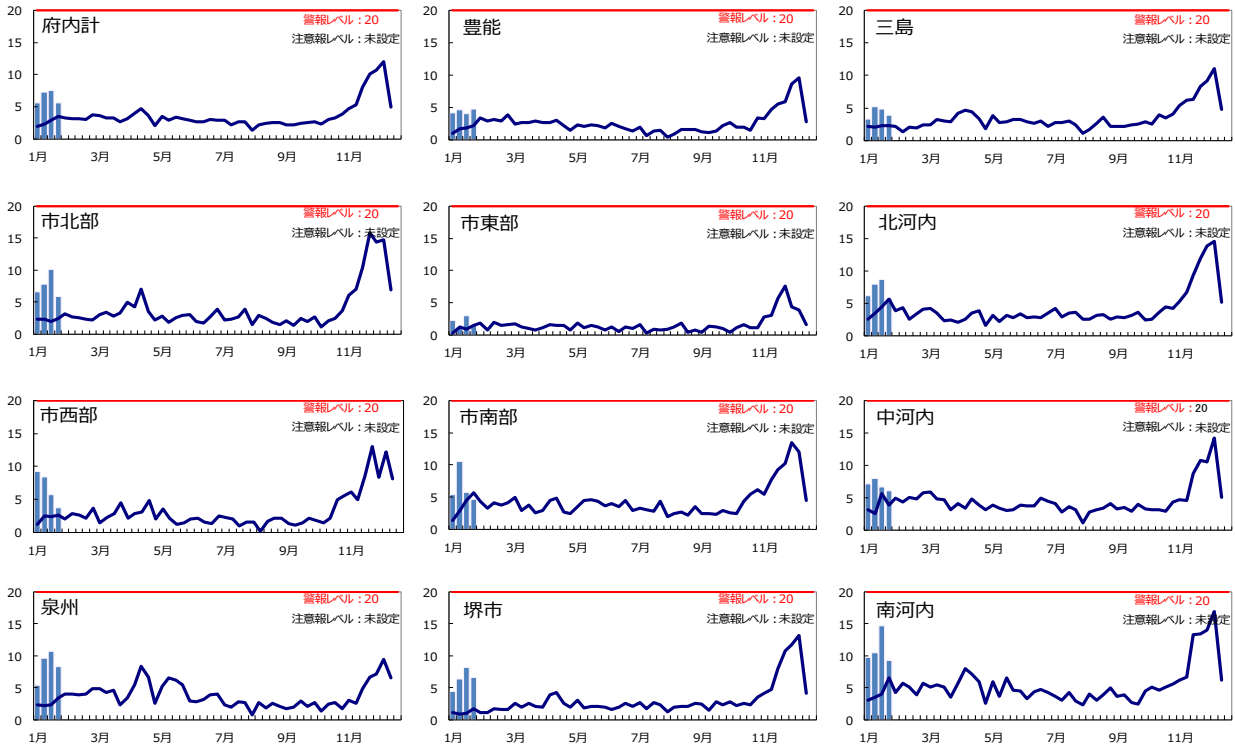 府内計
警報レベル：20
注意報レベル：未設定
20
15
10
5
0
1月 3月 5月 7月 9月 11月
豊能
警報レベル：20
注意報レベル：未設定
20
15
10
5
0
1月 3月 5月 7月 9月 11月
三島
警報レベル：20
注意報レベル：未設定
20
15
10
5
0
1月 3月 5月 7月 9月 11月
市北部
警報レベル：20
注意報レベル：未設定
20
15
10
5
0
1月 3月 5月 7月 9月 11月
市東部
警報レベル：20
注意報レベル：未設定
20
15
10
5
0
1月 3月 5月 7月 9月 11月
北河内
警報レベル：20
注意報レベル：未設定
20
15
10
5
0
1月 3月 5月 7月 9月 11月
市西部
警報レベル：20
注意報レベル：未設定
20
15
10
5
0
1月 3月 5月 7月 9月 11月
市南部
警報レベル：20
注意報レベル：未設定
20
15
10
5
0
1月 3月 5月 7月 9月 11月
中河内
警報レベル：20
注意報レベル：未設定
20
15
10
5
0
1月 3月 5月 7月 9月 11月
泉州
警報レベル：20
注意報レベル：未設定
20
15
10
5
0
1月 3月 5月 7月 9月 11月
堺市
警報レベル：20
注意報レベル：未設定
20
15
10
5
0
1月 3月 5月 7月 9月 11月
南河内
警報レベル：20
注意報レベル：未設定
20
15
10
5
0
1月 3月 5月 7月 9月 11月